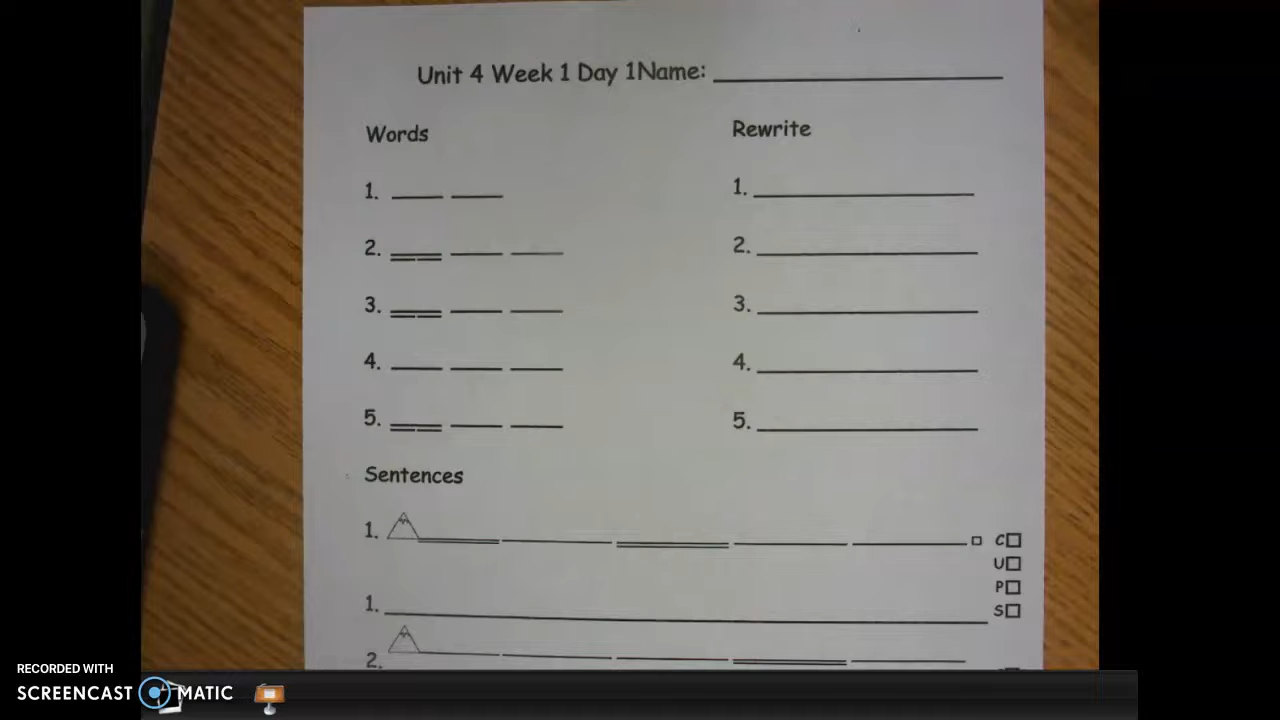 Unit 4 Week 1 Day 1Name:
Words
1.
2.
3.
4.
5.
Rewrite
1.
2.
3.
4.
5.
Sentences
1.
C
U
P
S
1.
2.
RECORDED WITH
SCREENCAST MATIC